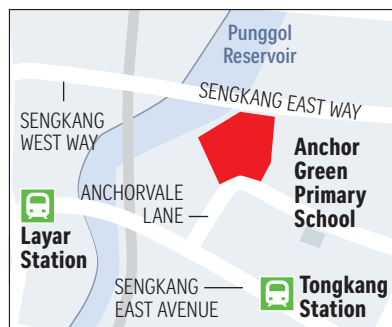 Punggol
Reservoir
SENGKANG EAST WAY
SENGKANG
WEST WAY
Anchor
Green
Primary
School
ANCHORVALE
LANE
Layar
Station
SENGKANG
EAST AVENUE
Tongkang
Station